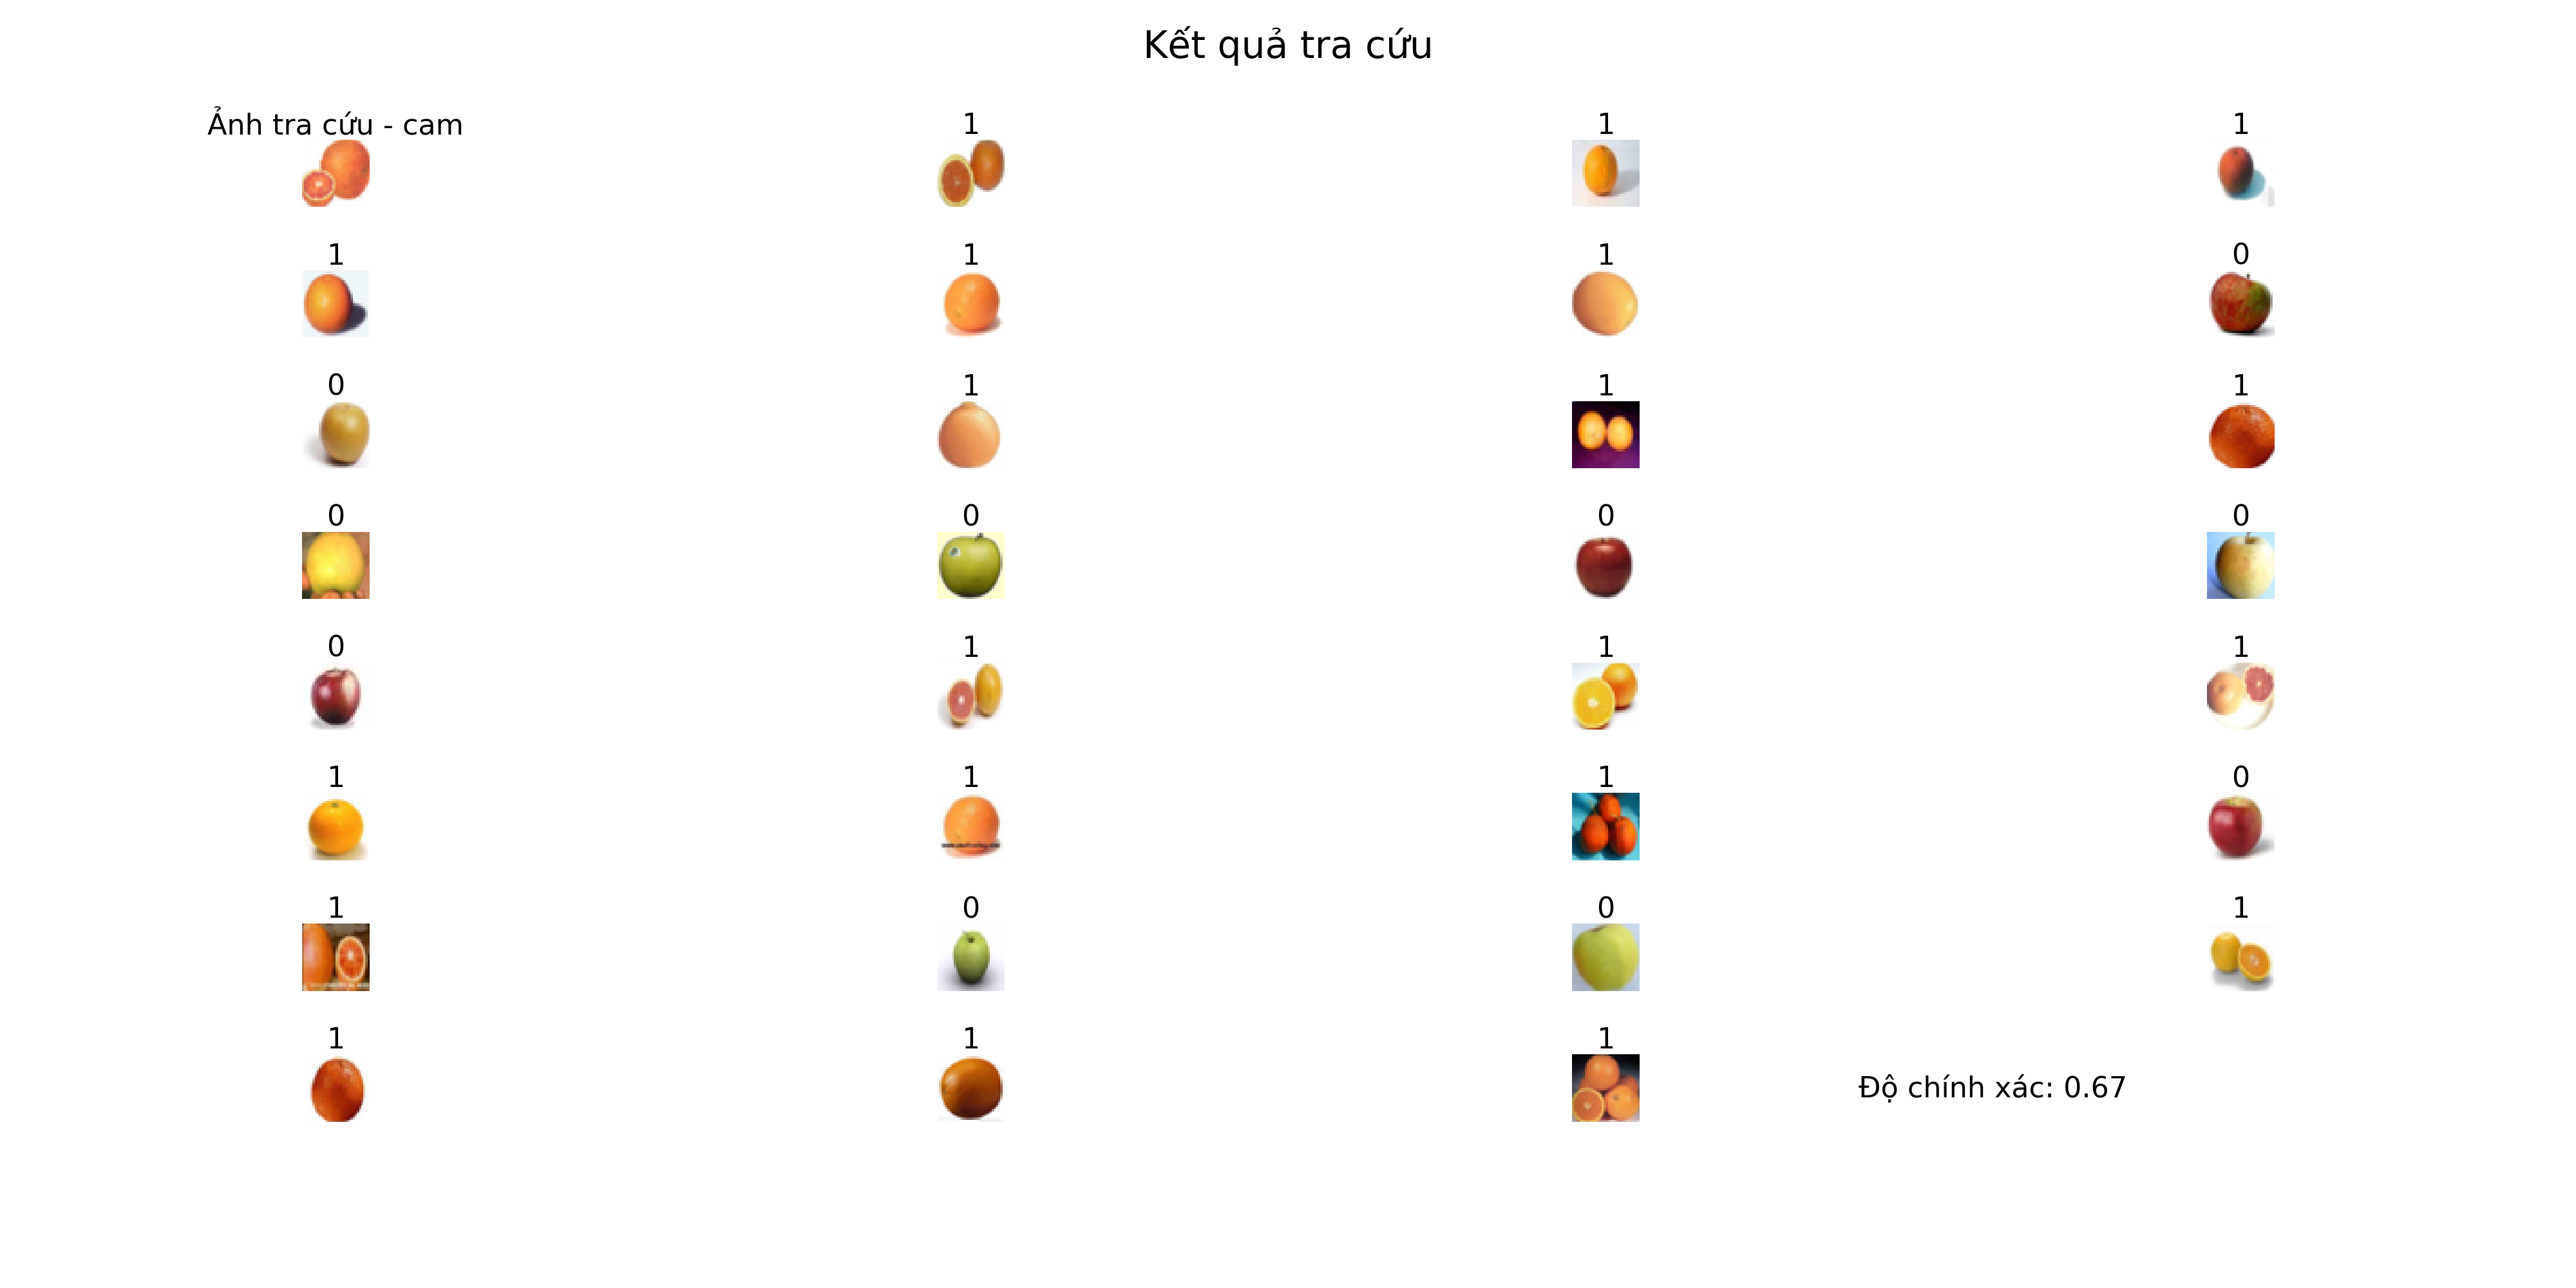 Kết quả tra cứu
Ảnh tra cứu - cam 1 1 1
1 1 1 0
0 1 1 1
0 0 0 0
0 1 1 1
1 1 1 0
1 0 0 1
1 1 1
Độ chính xác: 0.67